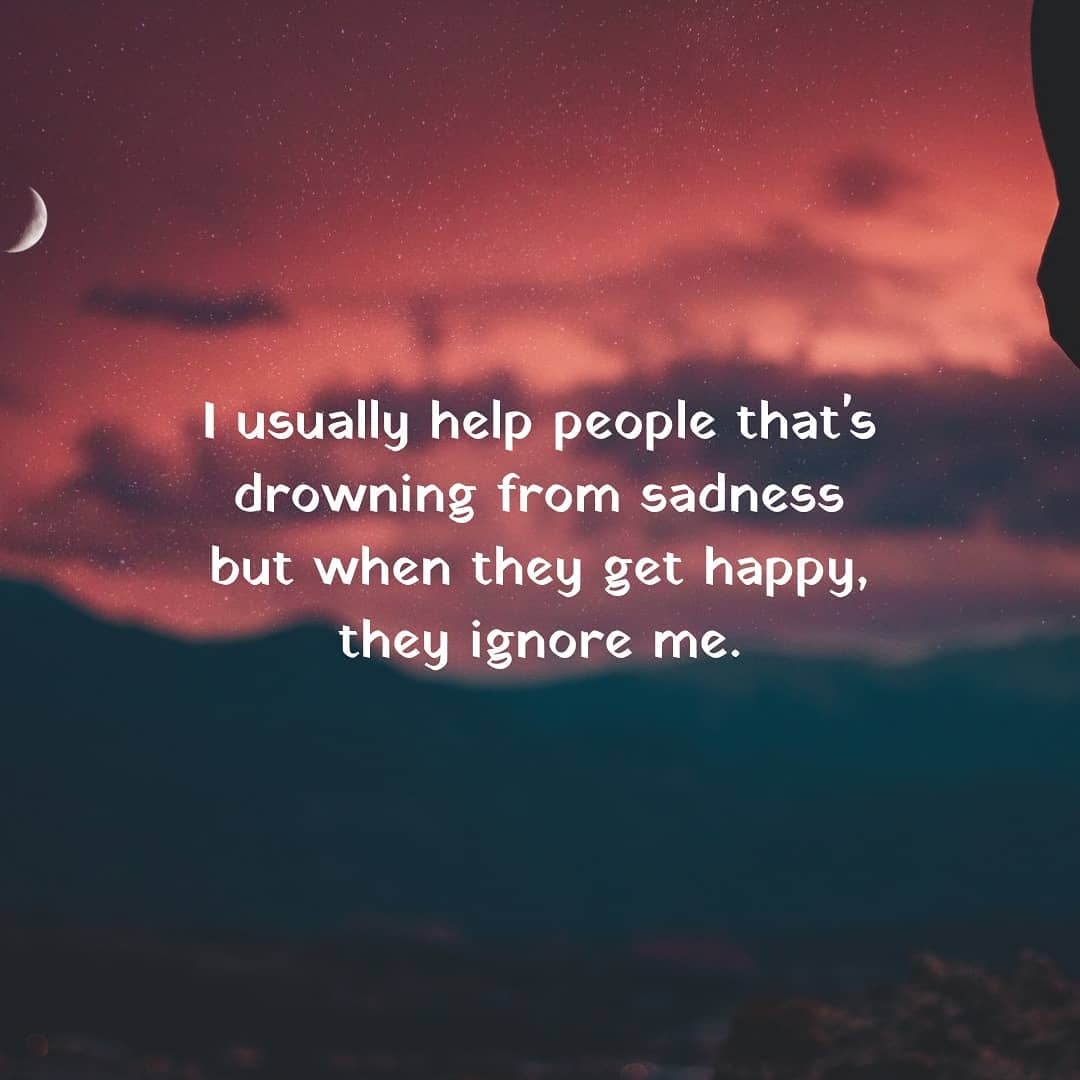 I usually help people that's
drowning from sadness
but when they get happy,
they ignore me.